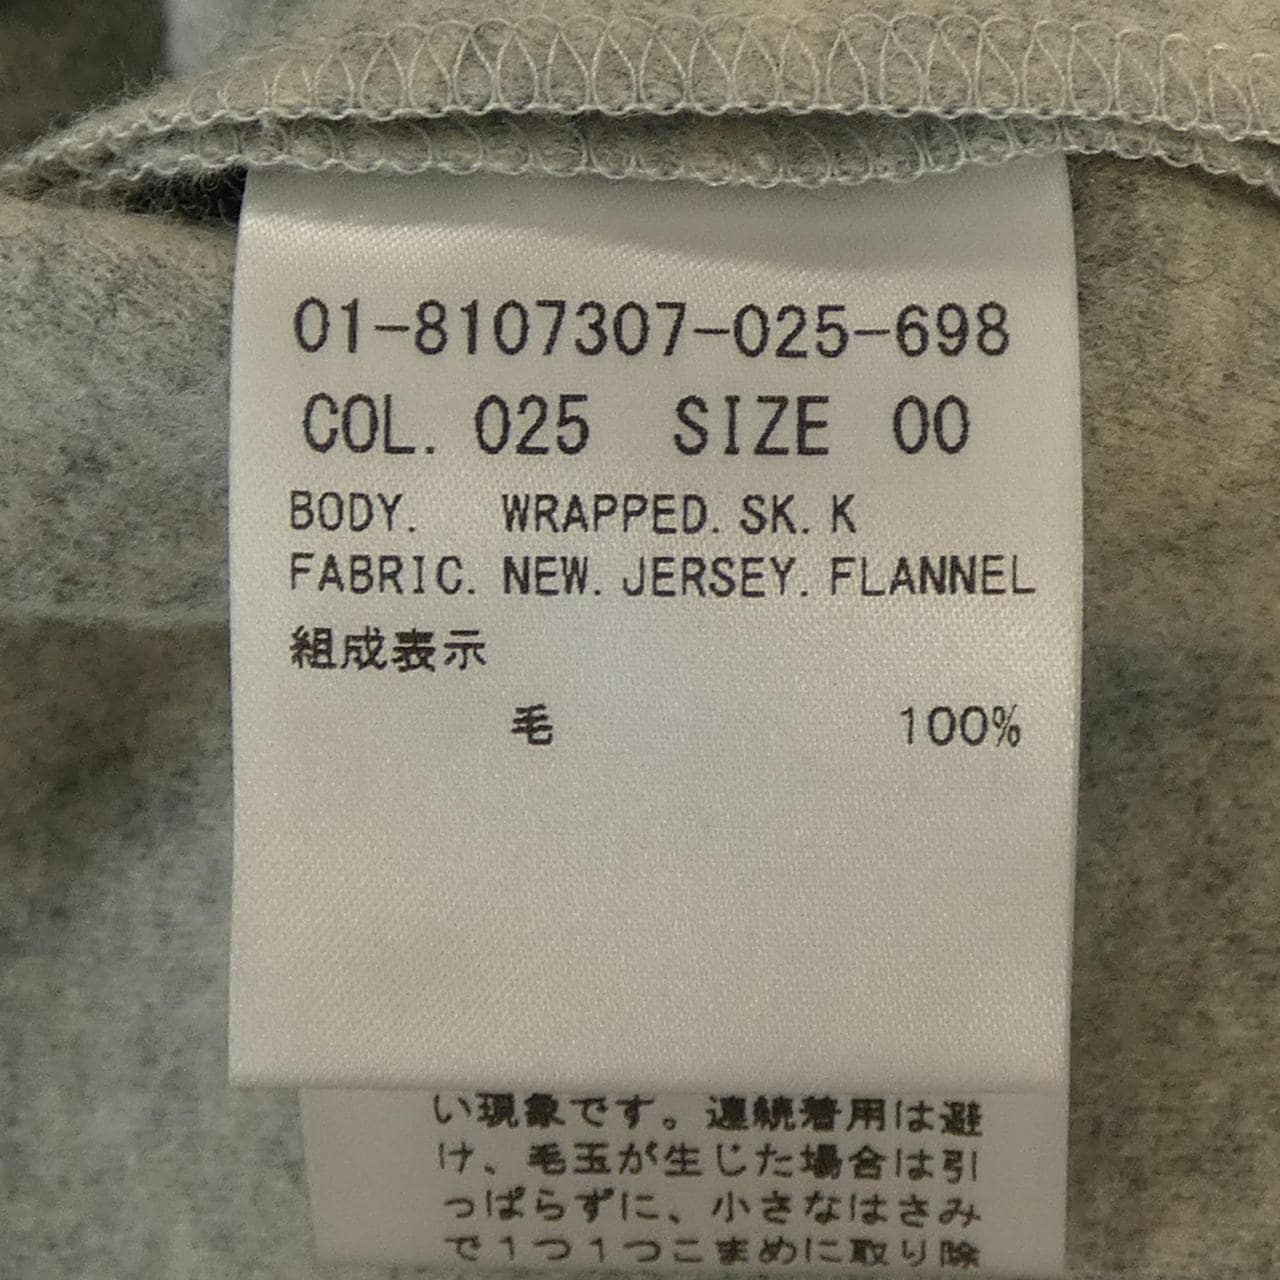 01-8107307-025-698
COL. 025 SIZE 00
BODY. WRAPPED. SK. K
FABRIC. NEW. JERSEY. FLANNEL
組成表示
毛 100%
い現象です。連続着用は避
け、毛玉が生じた場合は引
っぱらずに、小さなはさみ
で1つ1つこまめに取り除